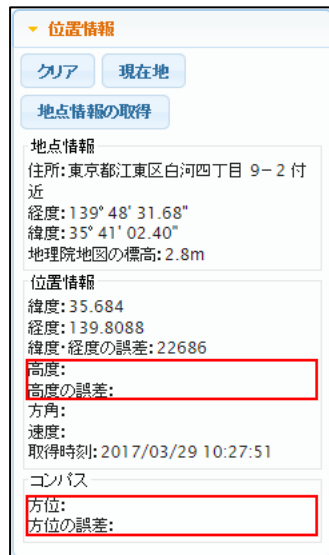 位置情報
クリア 現在地
地点情報の取得
地点情報
住所:東京都江東区白河四丁目 9-2 付
近
経度:139° 48' 31.68"
緯度:35° 41' 02.40"
地理院地図の標高:2.8m
位置情報
緯度:35.684
経度:139.8088
緯度・経度の誤差:22686
高度:
高度の誤差:
方角:
速度:
取得時刻:2017/03/29 10:27:51
コンパス
方位:
方位の誤差: